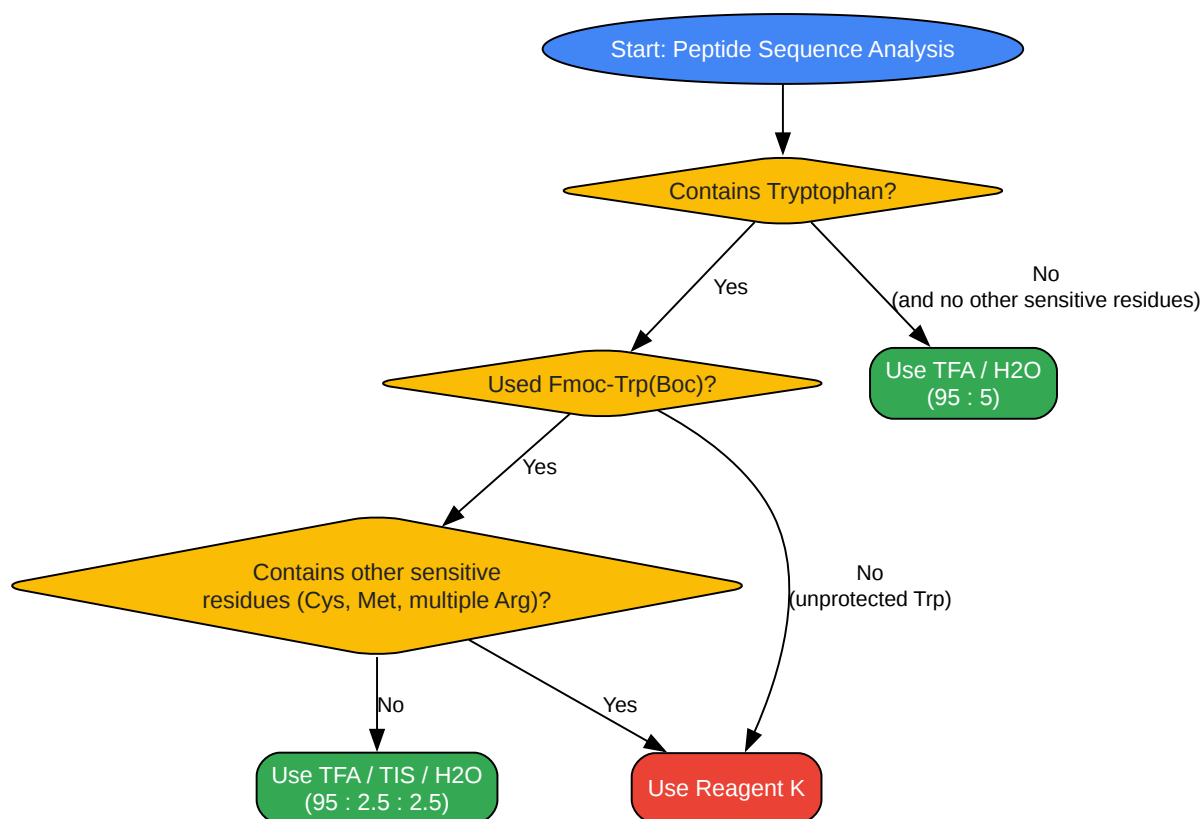 Start: Peptide Sequence Analysis
Contains Tryptophan?
Yes
No
(and no other sensitive residues)
Used Fmoc-Trp(Boc)?
Use TFA / H2O
(95 : 5)
Yes
No
(unprotected Trp)
Contains other sensitive
residues (Cys, Met, multiple Arg)?
No
Yes
Use TFA / TIS / H2O
(95 : 2.5 : 2.5)
Use Reagent K